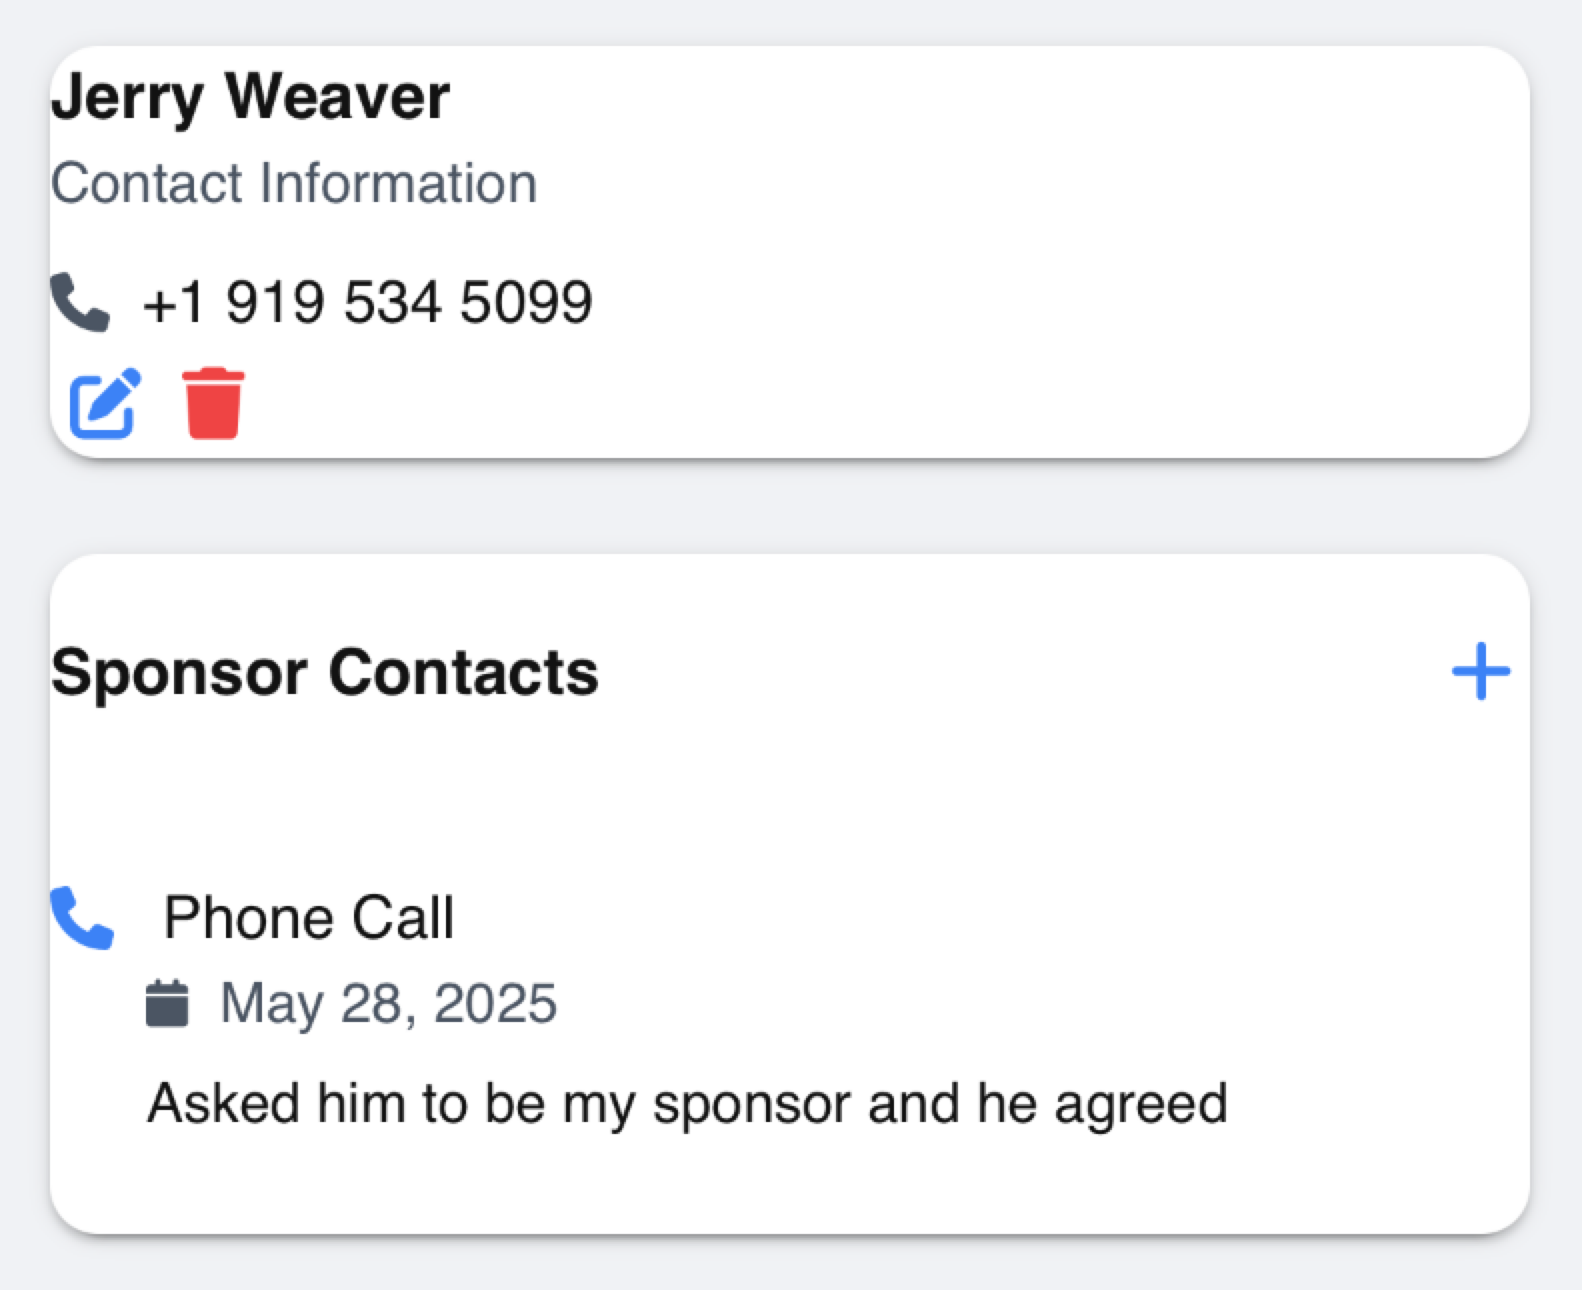 Jerry Weaver
Contact Information
+1 919 534 5099
Sponsor Contacts
Phone Call
May 28, 2025
Asked him to be my sponsor and he agreed